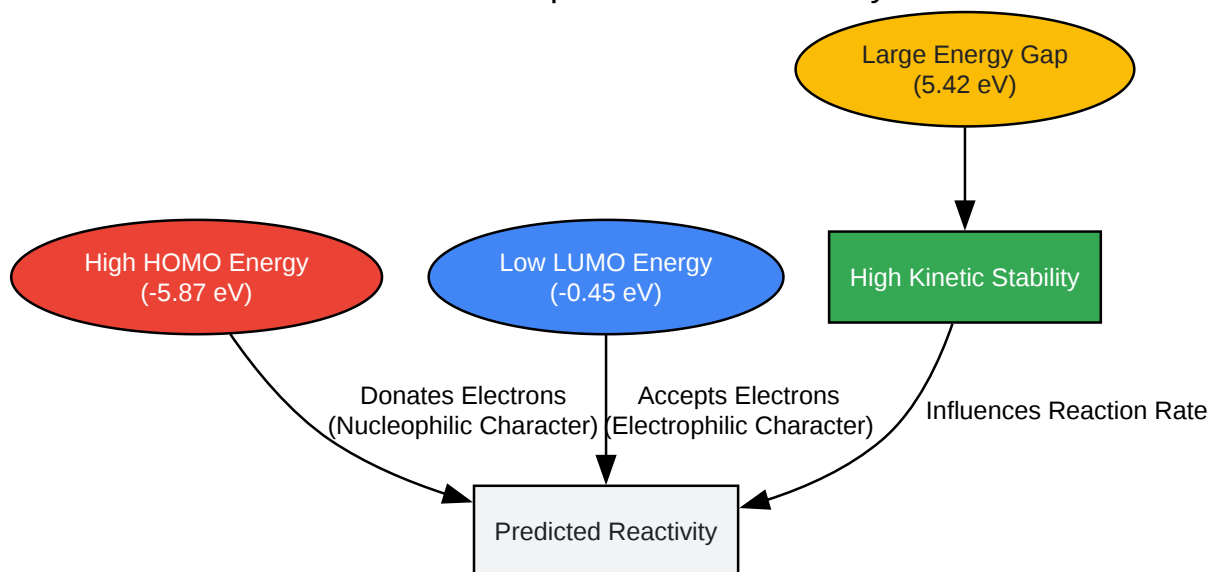 Large Energy Gap
(5.42 eV)
High HOMO Energy
(-5.87 eV)
Low LUMO Energy
(-0.45 eV)
High Kinetic Stability
Donates Electrons
(Nucleophilic Character)
Accepts Electrons
(Electrophilic Character)
Influences Reaction Rate
Predicted Reactivity